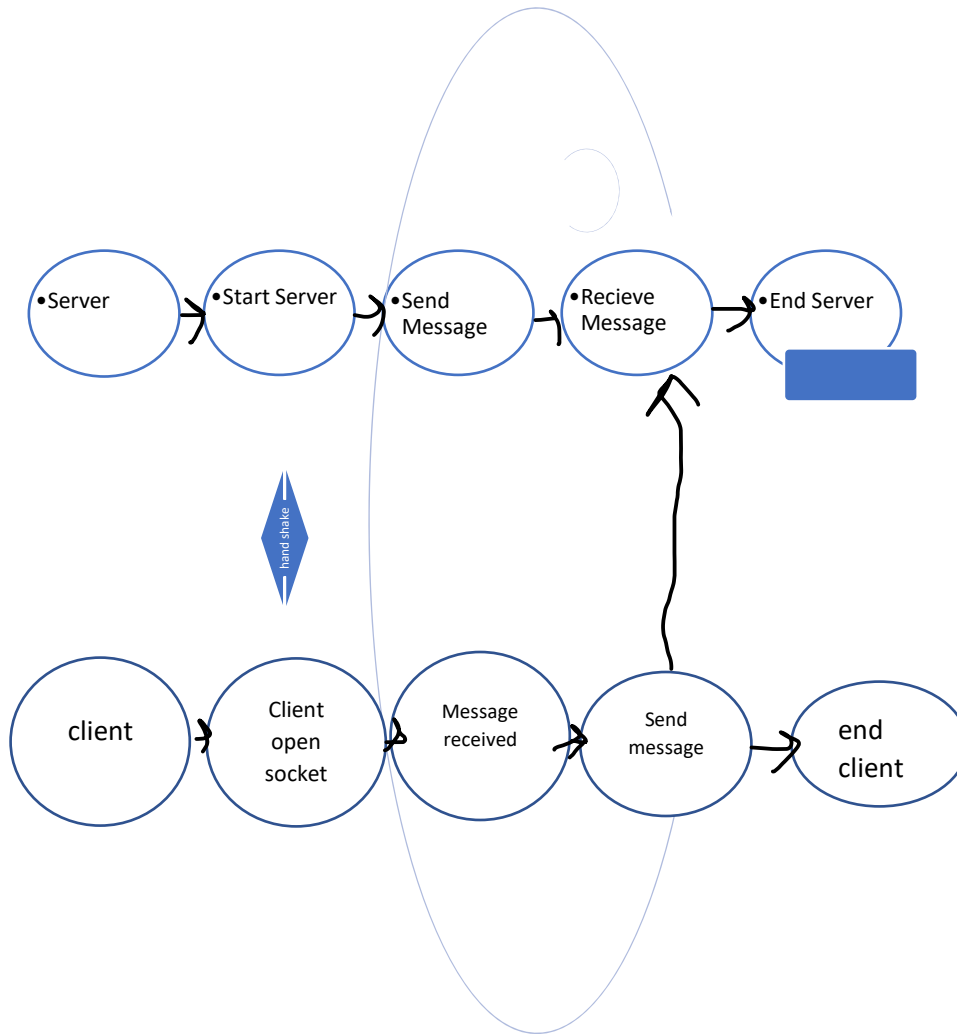 •Server
•Start Server
•Send
Message
•Recieve
Message
•End Server
hand shake
client
Client
open
socket
Message
received
Send
message
end
client